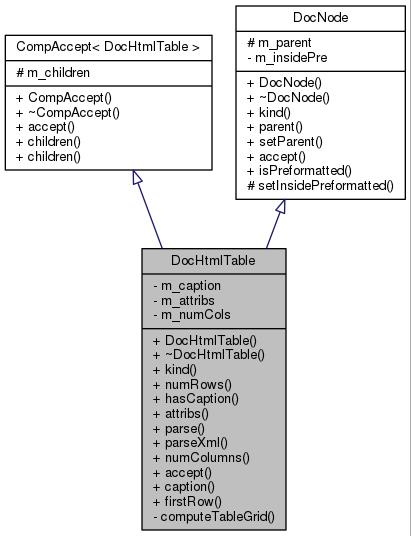 CompAccept< DocHtmlTable >
# m_children
+ CompAccept()
+ ~CompAccept()
+ accept()
+ children()
+ children()
DocNode
# m_parent
- m_insidePre
+ DocNode()
+ ~DocNode()
+ kind()
+ parent()
+ setParent()
+ accept()
+ isPreformatted()
# setInsidePreformatted()
DocHtmlTable
- m_caption
- m_attribs
- m_numCols
+ DocHtmlTable()
+ ~DocHtmlTable()
+ kind()
+ numRows()
+ hasCaption()
+ attribs()
+ parse()
+ parseXml()
+ numColumns()
+ accept()
+ caption()
+ firstRow()
- computeTableGrid()